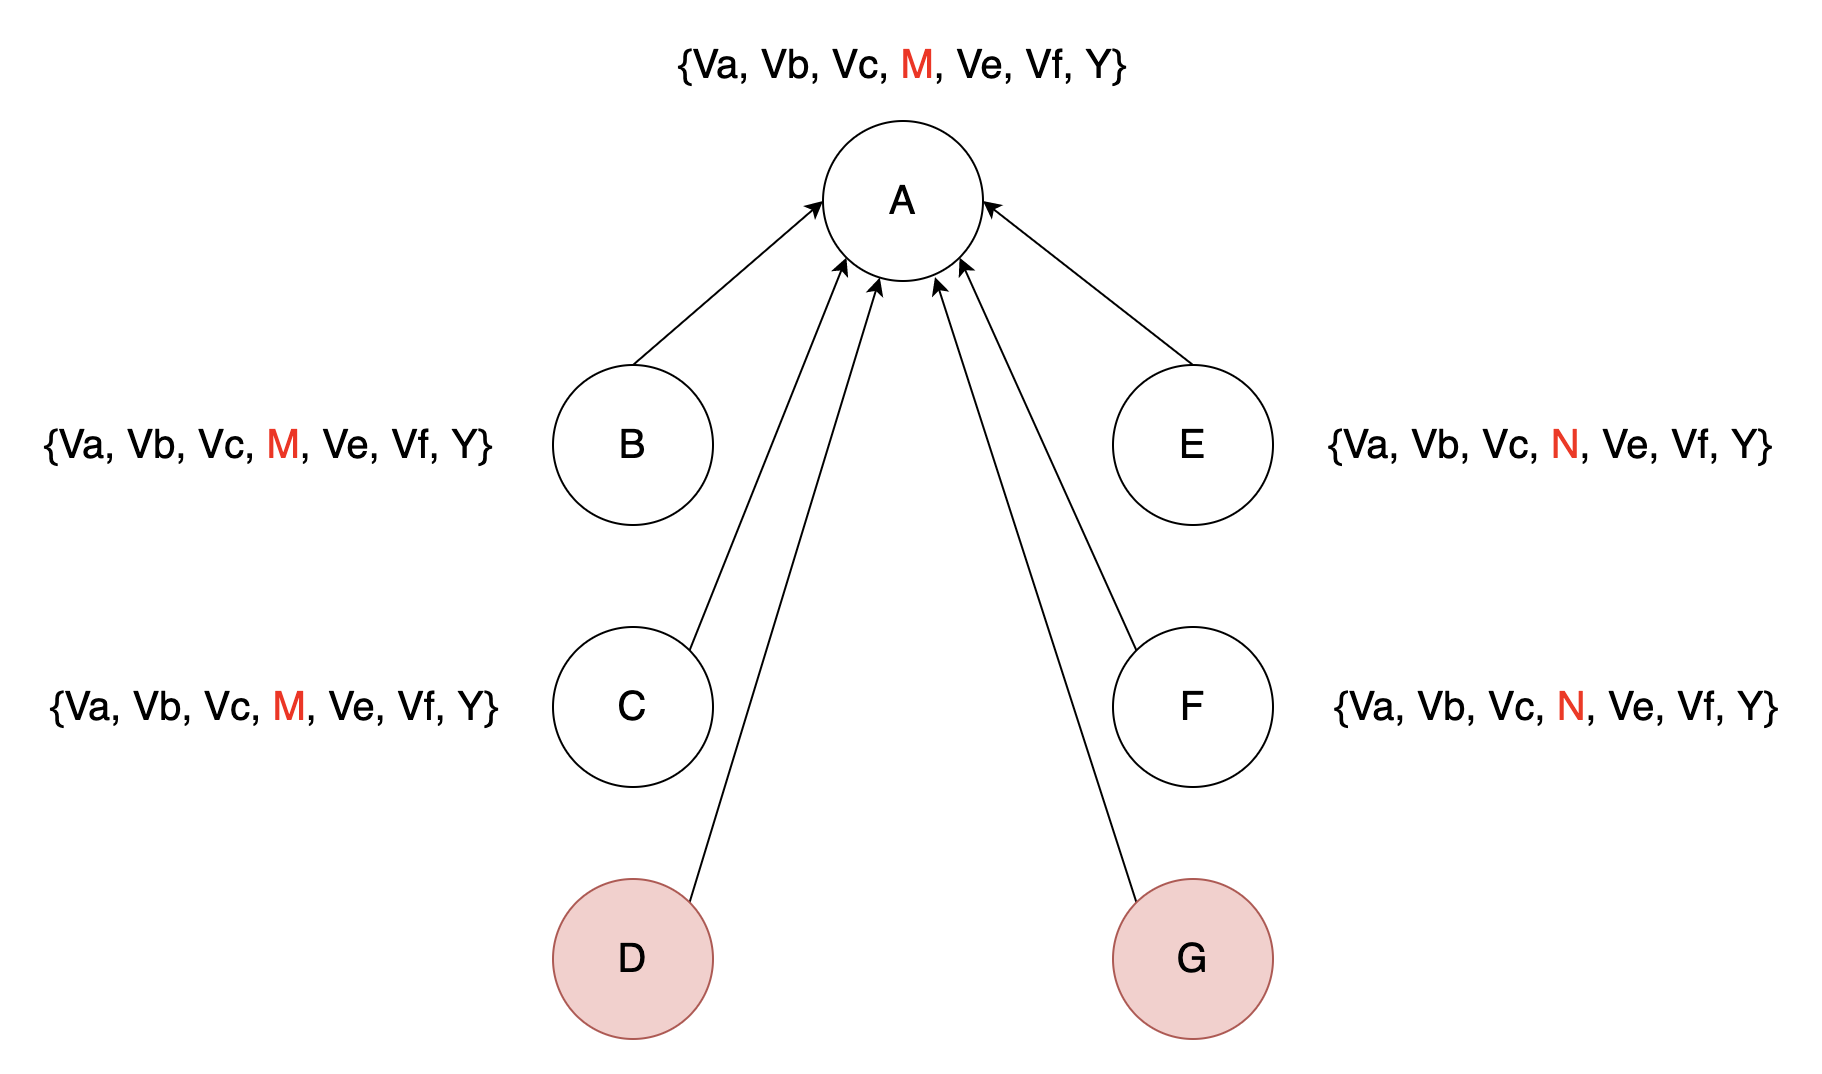 {Va, Vb, Vc, M, Ve, Vf, Y}
A
{Va, Vb, Vc, M, Ve, Vf, Y}
B
E
{Va, Vb, Vc, N, Ve, Vf, Y}
{Va, Vb, Vc, M, Ve, Vf, Y}
C
F
{Va, Vb, Vc, N, Ve, Vf, Y}
D
G